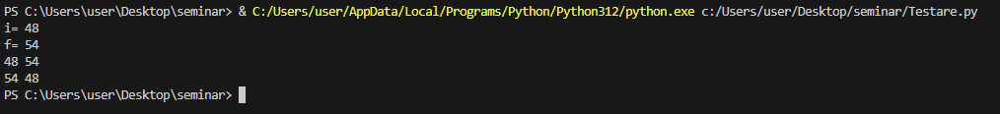 PS C:\Users\user\Desktop\seminar> & C:/Users/user/AppData/Local/Programs/Python/Python312/python.exe c:/Users/user/Desktop/seminar/Testare.py
i= 48
f= 54
48 54
54 48
PS C:\Users\user\Desktop\seminar>